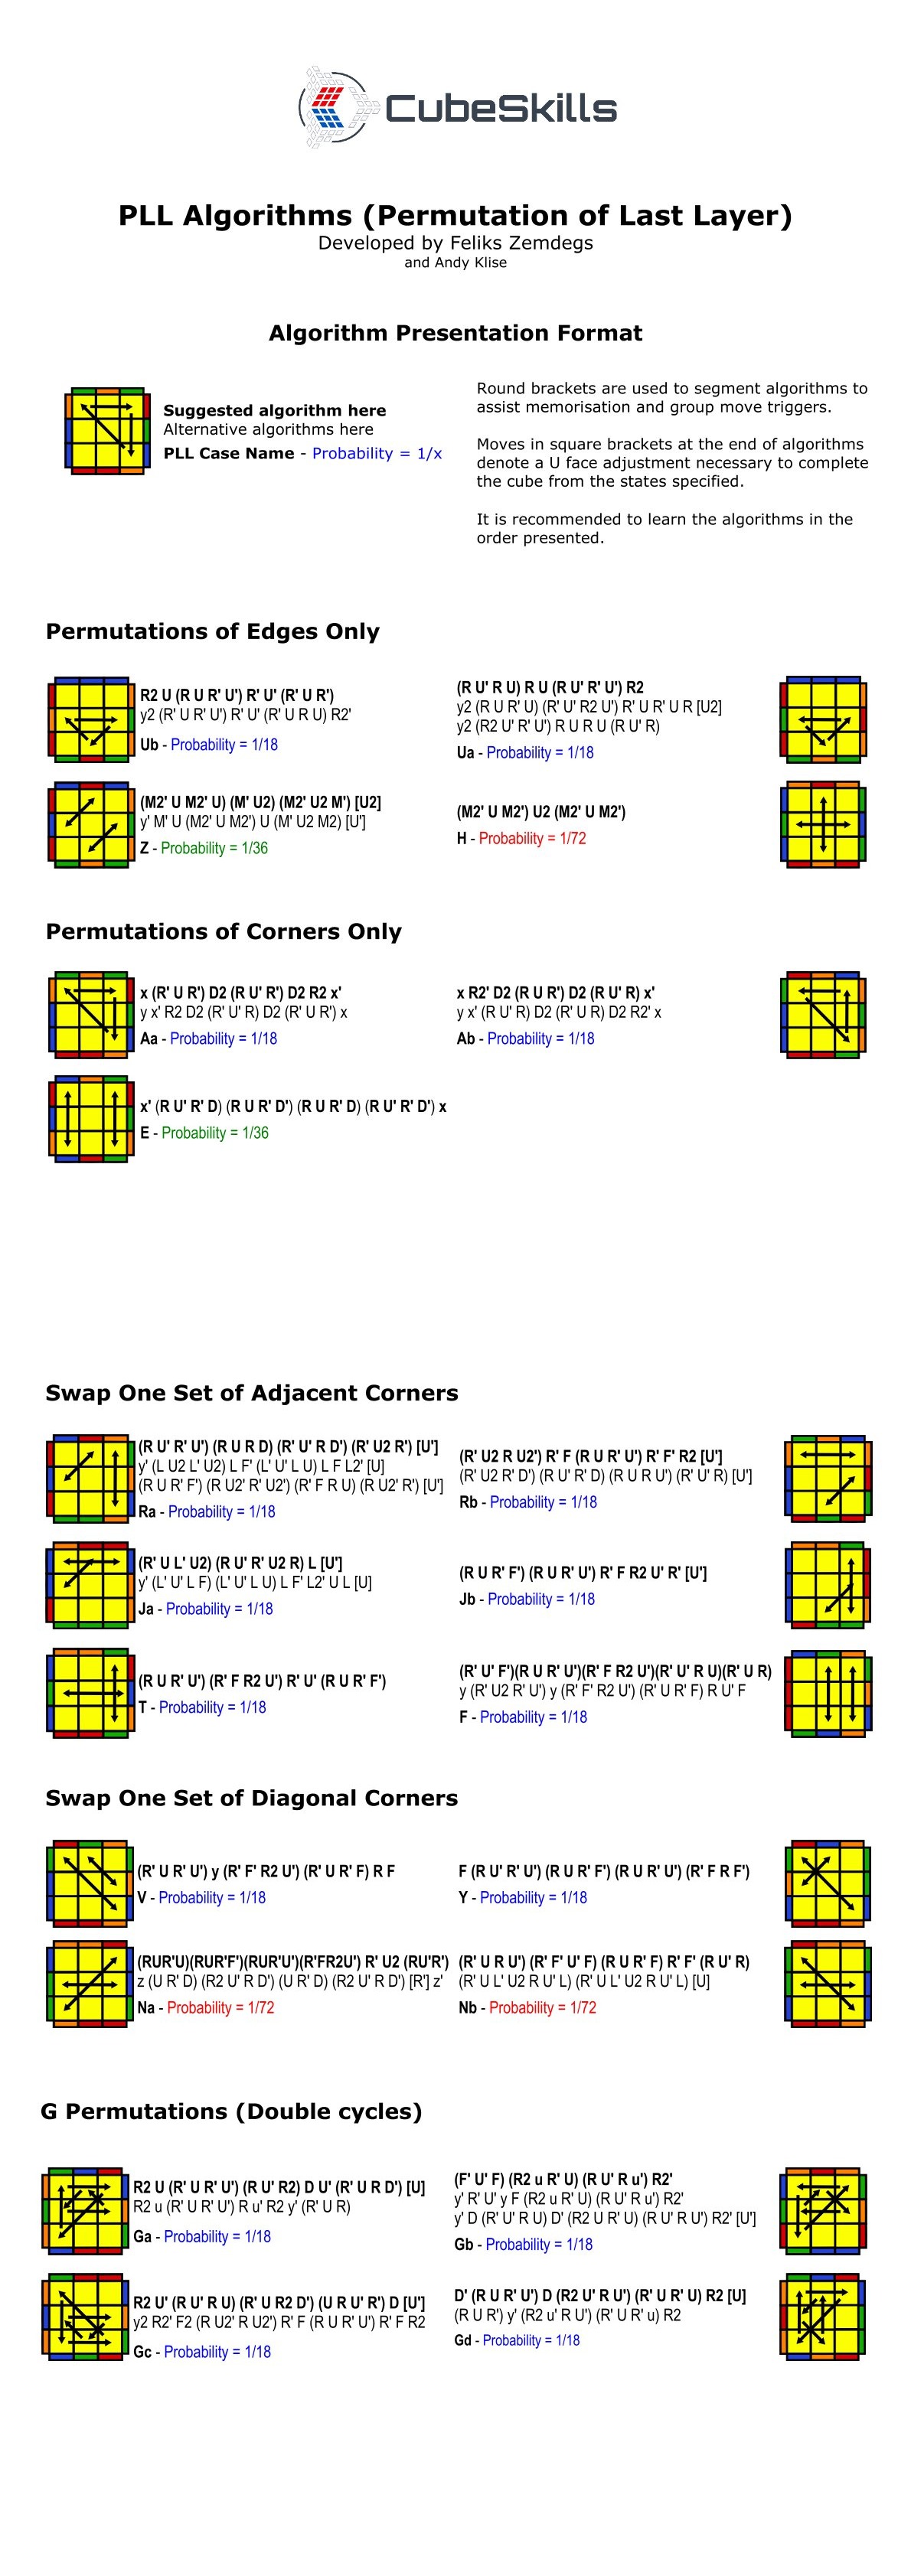 CubeSkills
PLL Algorithms (Permutation of Last Layer)
Developed by Feliks Zemdegs
and Andy Klise
Algorithm Presentation Format
Suggested algorithm here
Alternative algorithms here
PLL Case Name - Probability = 1/x
Round brackets are used to segment algorithms to
assist memorisation and group move triggers.
Moves in square brackets at the end of algorithms
denote a U face adjustment necessary to complete
the cube from the states specified.
It is recommended to learn the algorithms in the
order presented.
Permutations of Edges Only
R2 U (R U R' U') R' U' (R' U R')
y2 (R' U R' U') R' U' (R' U R U) R2'
Ub - Probability = 1/18
(R U' R U) R U (R U' R' U') R2
y2 (R U R' U) (R' U' R2 U') R' U R' U R [U2]
y2 (R2 U' R' U') R U R U (R U' R)
Ua - Probability = 1/18
(M2' U M2' U) (M' U2) (M2' U2 M') [U2]
y' M' U (M2' U M2') U (M' U2 M2) [U']
Z - Probability = 1/36
(M2' U M2') U2 (M2' U M2')
H - Probability = 1/72
Permutations of Corners Only
x (R' U R') D2 (R U' R') D2 R2 x'
y x' R2 D2 (R' U' R) D2 (R' U R') x
Aa - Probability = 1/18
x R2' D2 (R U R') D2 (R U' R) x'
y x' (R U' R) D2 (R' U R) D2 R2' x
Ab - Probability = 1/18
x' (R U' R' D) (R U R' D') (R U R' D) (R U' R' D') x
E - Probability = 1/36
Swap One Set of Adjacent Corners
(R U' R' U') (R U R D) (R' U' R D') (R' U2 R') [U']
y' (L U2 L' U2) L F' (L' U' L U) L F L2' [U]
(R U R' F') (R U2' R' U2') (R' F R U) (R U2' R') [U']
Ra - Probability = 1/18
(R' U2 R U2') R' F (R U R' U') R' F' R2 [U']
(R' U2 R' D') (R U' R' D) (R U R U') (R' U' R) [U']
Rb - Probability = 1/18
(R' U L' U2) (R U' R' U2 R) L [U']
y' (L' U' L F) (L' U' L U) L F' L2' U L [U]
Ja - Probability = 1/18
(R U R' F') (R U R' U') R' F R2 U' R' [U']
Jb - Probability = 1/18
(R U R' U') (R' F R2 U') R' U' (R U R' F')
T - Probability = 1/18
(R' U' F')(R U R' U')(R' F R2 U')(R' U' R U)(R' U R)
y (R' U2 R' U') y (R' F' R2 U') (R' U R' F) R U' F
F - Probability = 1/18
Swap One Set of Diagonal Corners
(R' U R' U') y (R' F' R2 U') (R' U R' F) R F
V - Probability = 1/18
F (R U' R' U') (R U R' F') (R U R' U') (R' F R F')
Y - Probability = 1/18
(RUR'U)(RUR'F')(RUR'U')(R'FR2U') R' U2 (RU'R')
z (U R' D) (R2 U' R D') (U R' D) (R2 U' R D') [R'] z'
Na - Probability = 1/72
(R' U R U') (R' F' U' F) (R U R' F) R' F' (R U' R)
(R' U L' U2 R U' L) (R' U L' U2 R U' L) [U]
Nb - Probability = 1/72
G Permutations (Double cycles)
R2 U (R' U R' U') (R U' R2) D U' (R' U R D') [U]
R2 u (R' U R' U') R u' R2 y' (R' U R)
Ga - Probability = 1/18
(F' U' F) (R2 u R' U) (R U' R u') R2'
y' R' U' y F (R2 u R' U) (R U' R u') R2'
y' D (R' U' R U) D' (R2 U R' U) (R U' R U') R2' [U']
Gb - Probability = 1/18
R2 U' (R U' R U) (R' U R2 D') (U R U' R') D [U']
y2 R2' F2 (R U2' R U2') R' F (R U R' U') R' F R2
Gc - Probability = 1/18
D' (R U R' U') D (R2 U' R U') (R' U R' U) R2 [U]
(R U R') y' (R2 u' R U') (R' U R' u) R2
Gd - Probability = 1/18